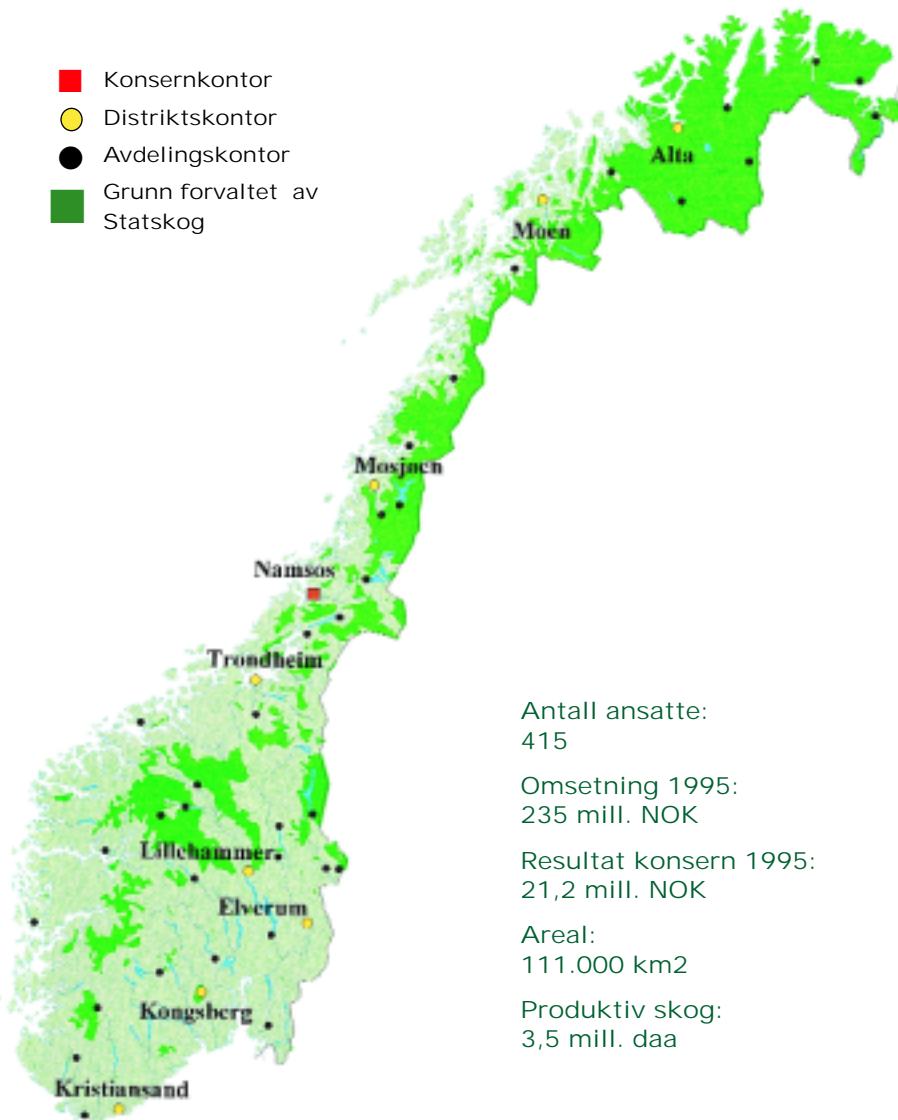 Konsernkontor
Distriktskontor
Avdelingskontor
Grunn forvaltet av
Statskog
Alta
Moen
Mosjøen
Namsos
Trondheim
Lillehammer
Elverum
Kongsberg
Kristiansand
Antall ansatte:
415
Omsetning 1995:
235 mill. NOK
Resultat konsern 1995:
21,2 mill. NOK
Areal:
111.000 km2
Produktiv skog:
3,5 mill. daa